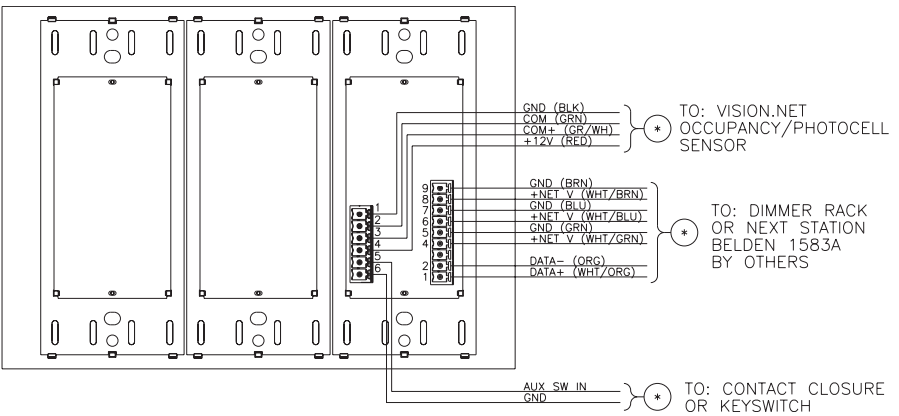 GND (BLK)
COM (GRN)
COM+ (GR/WH)
+12V (RED)
*
TO: VISION.NET
OCCUPANCY/PHOTOCELL
SENSOR
1
2
3
4
5
6
9
8
7
6
5
4
2
1
GND (BRN)
+NET V (WHT/BRN)
GND (BLU)
+NET V (WHT/BLU)
GND (GRN)
+NET V (WHT/GRN)
DATA- (ORG)
DATA+ (WHT/ORG)
*
TO: DIMMER RACK
OR NEXT STATION
BELDEN 1583A
BY OTHERS
AUX SW IN
GND
*
TO: CONTACT CLOSURE
OR KEYSWITCH